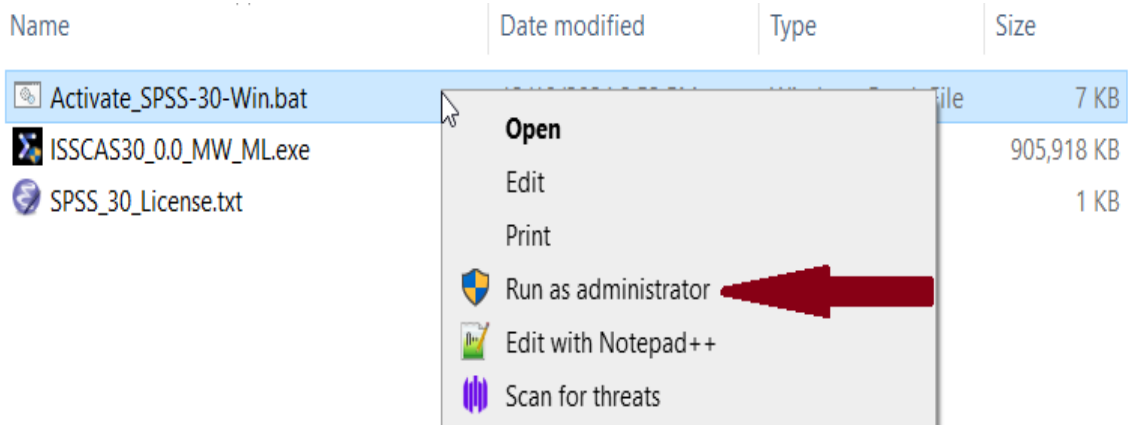 Name Date modified Type Size
Activate_SPSS-30-Win.bat 7 KB
Open
ISSCAS30_0.0_MW_ML.exe 905,918 KB
Edit
SPSS_30_License.txt 1 KB
Print
Run as administrator
Edit with Notepad++
Scan for threats